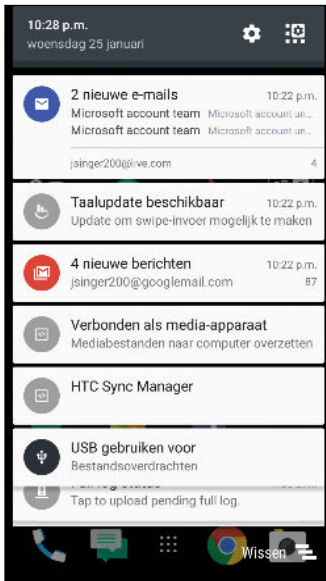 10:28 p.m.
woensdag 25 januari
2 nieuwe e-mails 10:22 p.m.
Microsoft account team Microsoft account un...
Microsoft account team Microsoft account un...
jsinger200@live.com 4
Taalupdate beschikbaar 10:22 p.m.
Update om swipe-invoer mogelijk te maken
4 nieuwe berichten 10:22 p.m.
jsinger200@googlemail.com 87
Verbonden als media-apparaat
Mediabestanden naar computer overzetten
HTC Sync Manager
USB gebruiken voor
Bestandsoverdrachten
Tap to upload pending full log.
Wissen